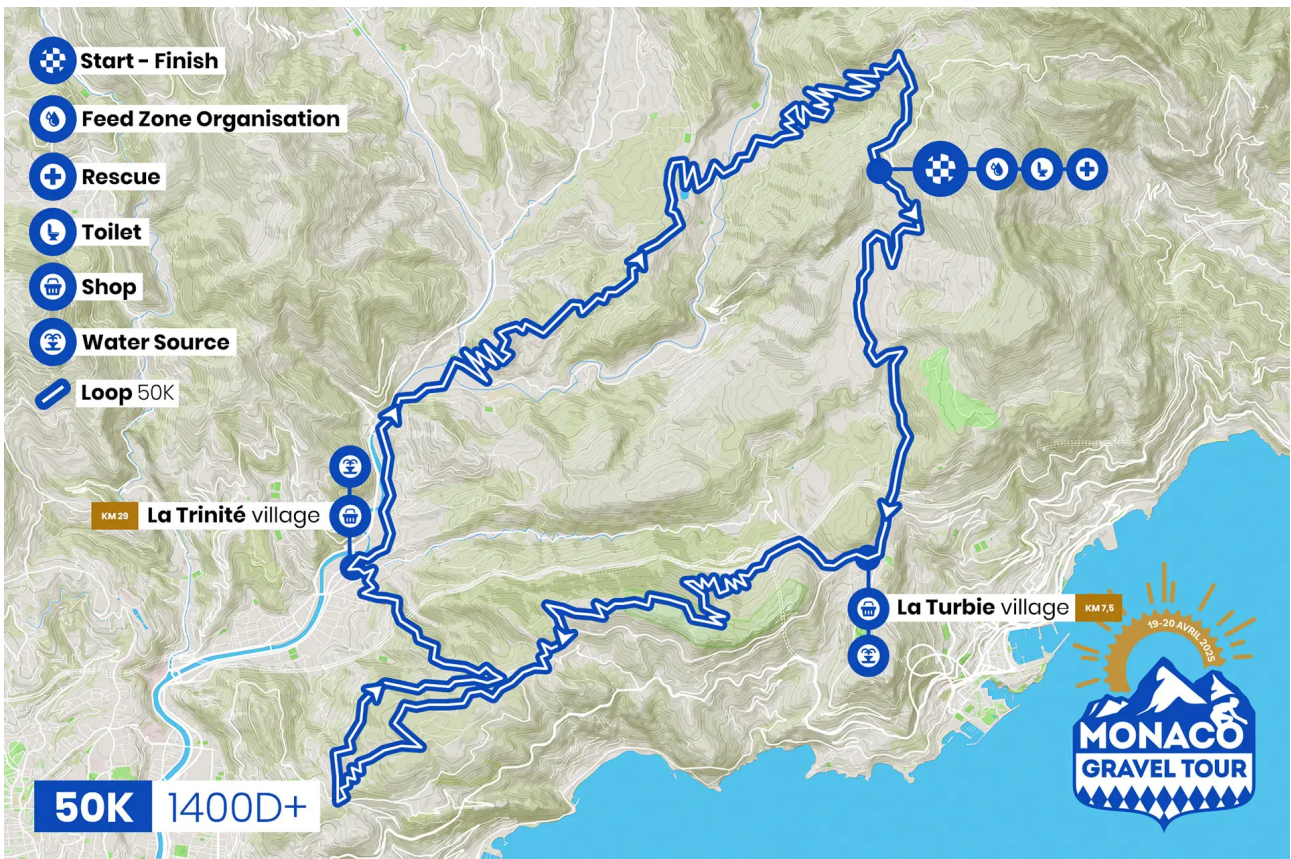 Start - Finish
Feed Zone Organisation
Rescue
Toilet
Shop
Water Source
Loop 50K
KM 29 La Trinité village
La Turbie village KM 7,5
19-20 AVRIL 2025
MONACO
GRAVEL TOUR
50K 1400D+